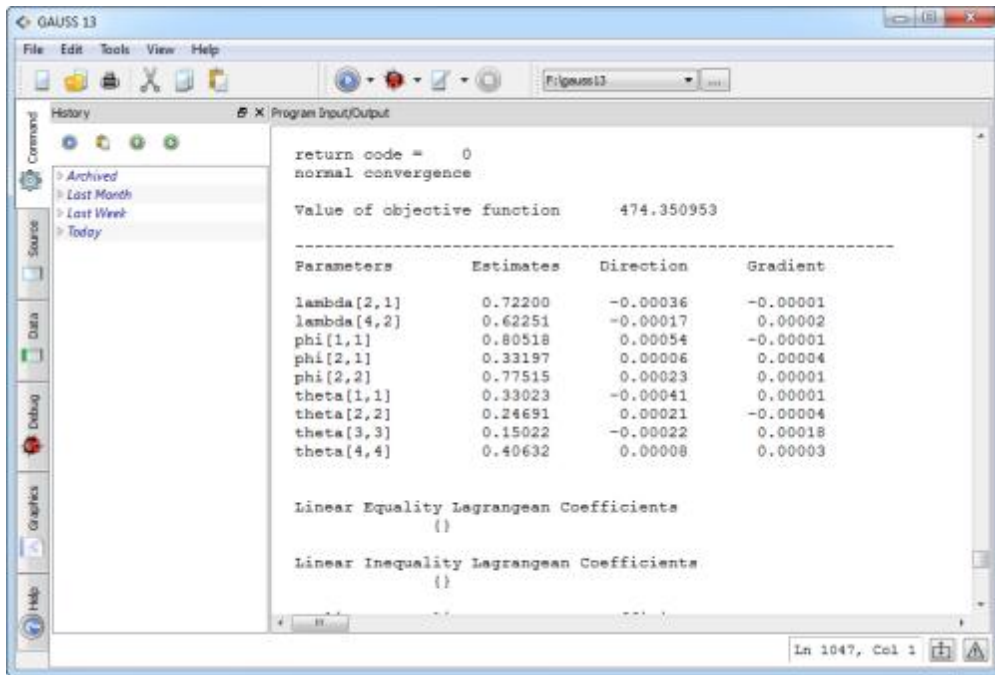 GAUSS 13
File Edit Tools View Help
F:\gauss13
History
Program Input/Output
Command
Source
Data
Debug
Graphics
Help
Archived
Last Month
Last Week
Today
return code = 0
normal convergence
Value of objective function 474.350953
---------------------------------------------------------------
Parameters Estimates Direction Gradient
lambda[2,1] 0.72200 -0.00036 -0.00001
lambda[4,2] 0.62251 -0.00017 0.00002
phi[1,1] 0.80518 0.00054 -0.00001
phi[2,1] 0.33197 0.00006 0.00004
phi[2,2] 0.77515 0.00023 0.00001
theta[1,1] 0.33023 -0.00041 0.00001
theta[2,2] 0.24691 0.00021 -0.00004
theta[3,3] 0.15022 -0.00022 0.00018
theta[4,4] 0.40632 0.00008 0.00003
Linear Equality Lagrangean Coefficients
{}
Linear Inequality Lagrangean Coefficients
{}
Ln 1047, Col 1